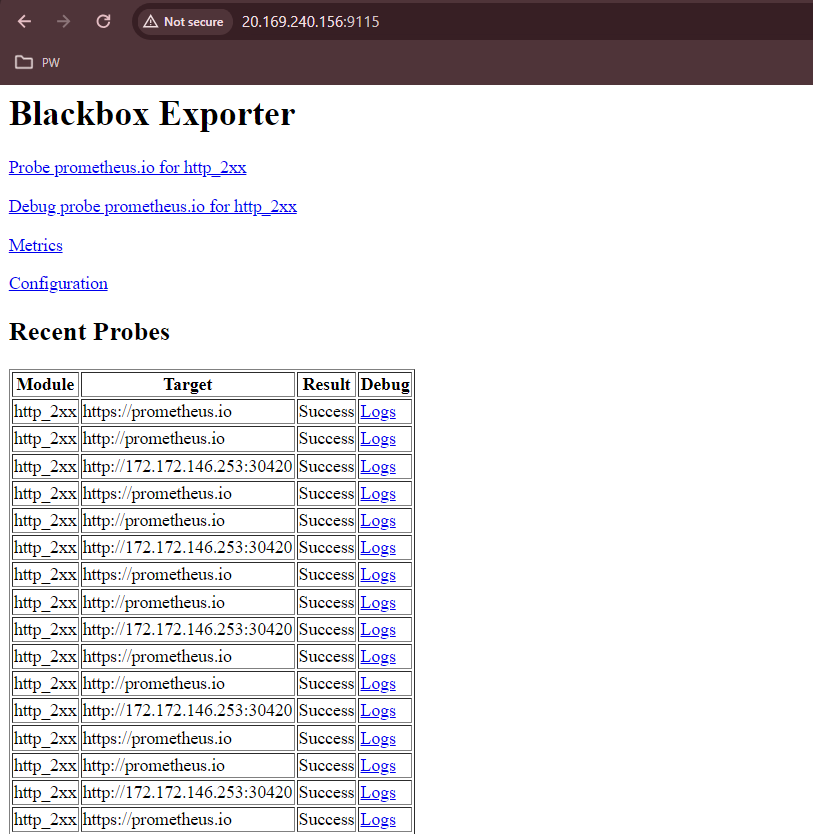 Not secure 20.169.240.156:9115
PW
Blackbox Exporter
Probe prometheus.io for http_2xx
Debug probe prometheus.io for http_2xx
Metrics
Configuration
Recent Probes
Module Target Result Debug
http_2xx https://prometheus.io Success Logs
http_2xx http://prometheus.io Success Logs
http_2xx http://172.172.146.253:30420 Success Logs
http_2xx https://prometheus.io Success Logs
http_2xx http://prometheus.io Success Logs
http_2xx http://172.172.146.253:30420 Success Logs
http_2xx https://prometheus.io Success Logs
http_2xx http://prometheus.io Success Logs
http_2xx http://172.172.146.253:30420 Success Logs
http_2xx https://prometheus.io Success Logs
http_2xx http://prometheus.io Success Logs
http_2xx http://172.172.146.253:30420 Success Logs
http_2xx https://prometheus.io Success Logs
http_2xx http://prometheus.io Success Logs
http_2xx http://172.172.146.253:30420 Success Logs
http_2xx https://prometheus.io Success Logs